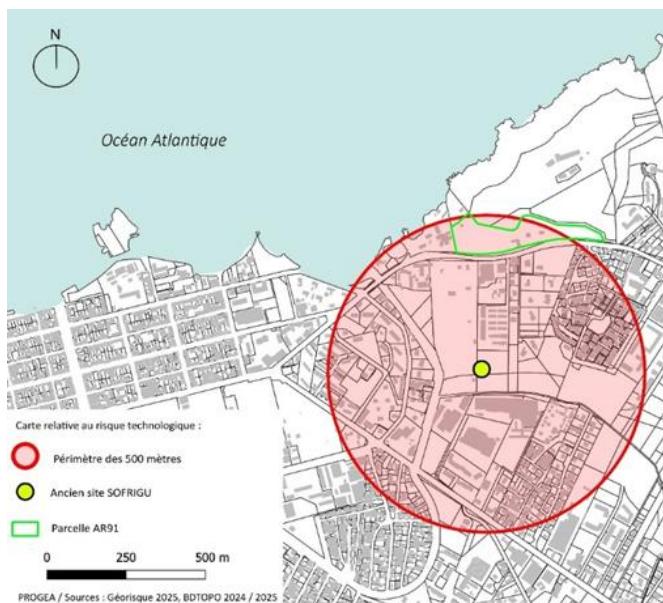 N
Océan Atlantique
Carte relative au risque technologique :
Périmètre des 500 mètres
Ancien site SOFRIGU
Parcelle AR91
0 250 500 m
PROGEA / Sources : Géorisque 2025, BDTOPO 2024 / 2025